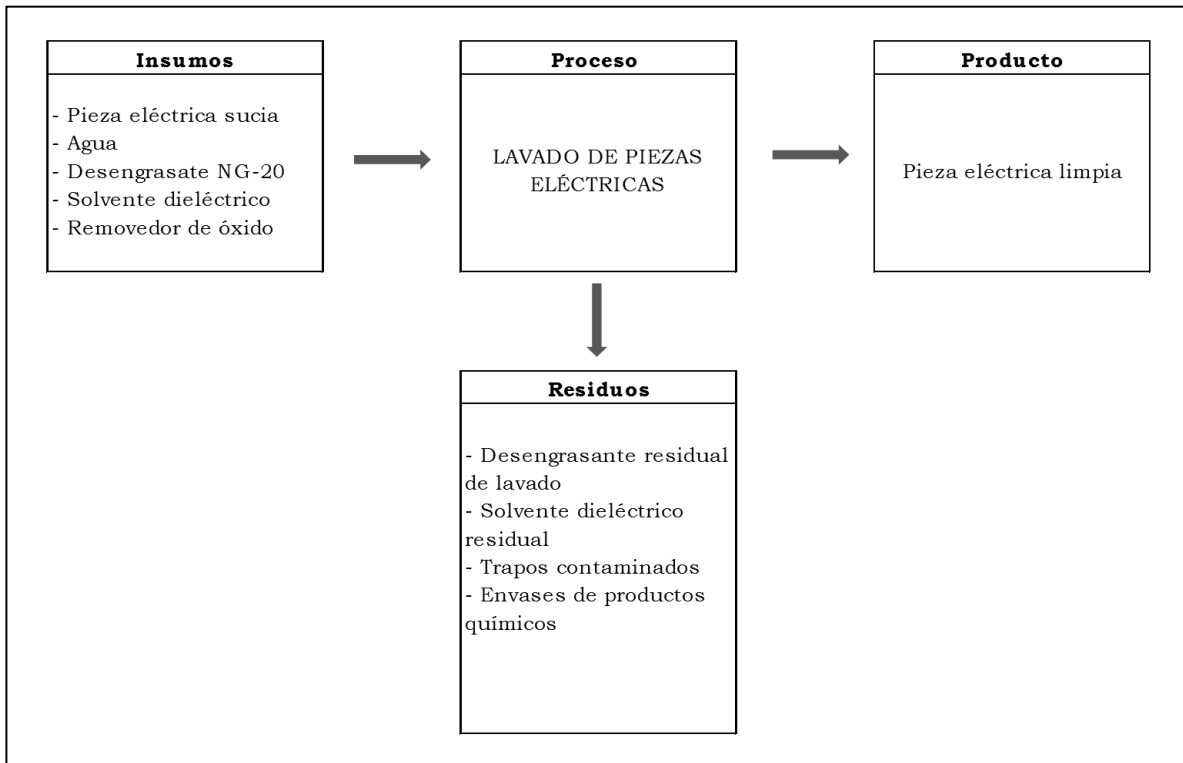 Insumos
- Pieza eléctrica sucia
- Agua
- Desengrasate NG-20
- Solvente dieléctrico
- Removedor de óxido
Proceso
LAVADO DE PIEZAS
ELÉCTRICAS
Producto
Pieza eléctrica limpia
Residuos
- Desengrasante residual
de lavado
- Solvente dieléctrico
residual
- Trapos contaminados
- Envases de productos
químicos